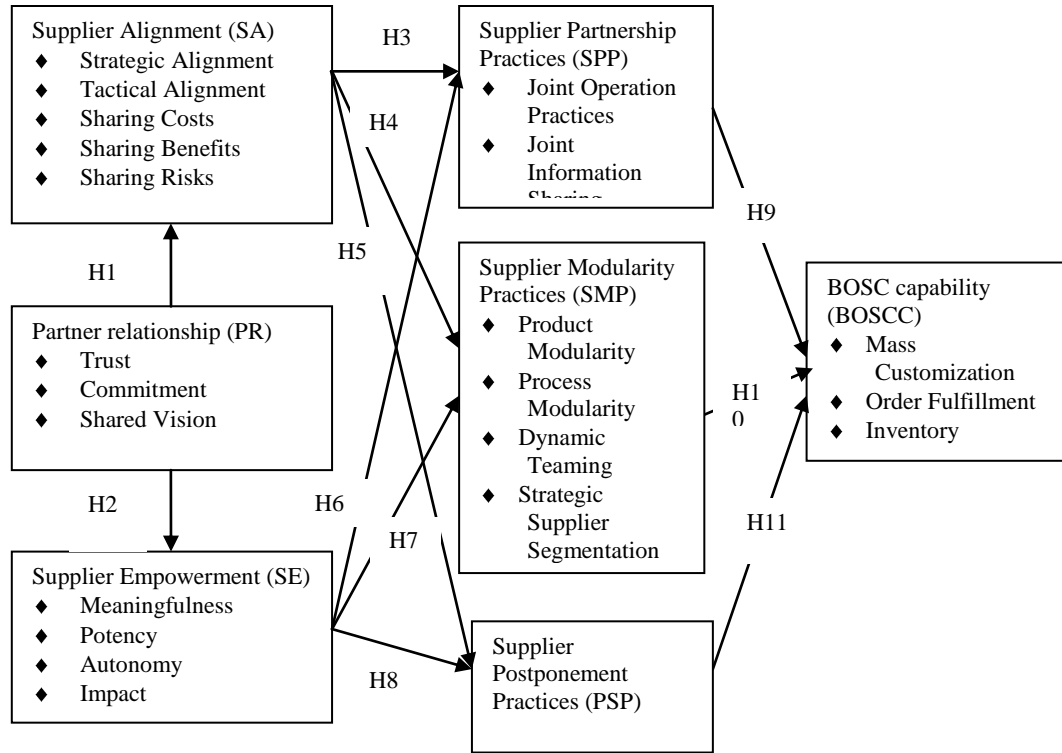 Supplier Alignment (SA)
♦ Strategic Alignment
♦ Tactical Alignment
♦ Sharing Costs
♦ Sharing Benefits
♦ Sharing Risks
H3
H4
H5
Supplier Partnership
Practices (SPP)
♦ Joint Operation
Practices
♦ Joint
Information
Sharing
H9
H1
Partner relationship (PR)
♦ Trust
♦ Commitment
♦ Shared Vision
H2
Supplier Modularity
Practices (SMP)
♦ Product
Modularity
♦ Process
Modularity
♦ Dynamic
Teaming
♦ Strategic
Supplier
Segmentation
H1
0
BOSC capability
(BOSCC)
♦ Mass
Customization
♦ Order Fulfillment
♦ Inventory
H6
H7
H11
Supplier Empowerment (SE)
♦ Meaningfulness
♦ Potency
♦ Autonomy
♦ Impact
H8
Supplier
Postponement
Practices (PSP)